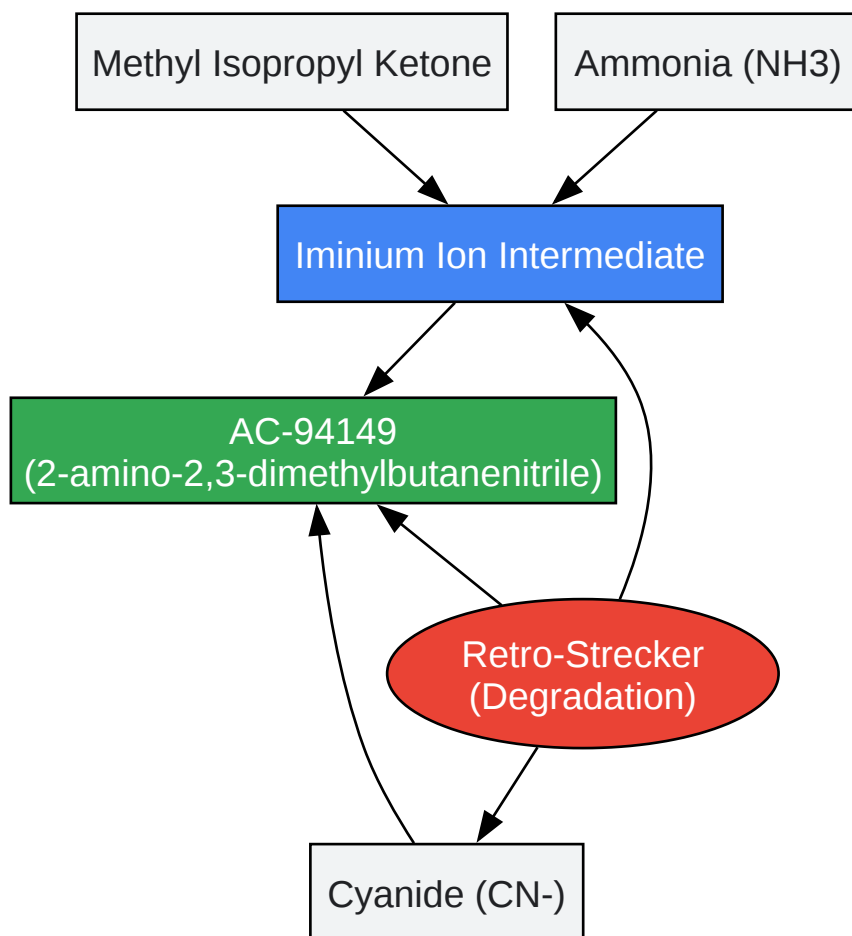 Methyl Isopropyl Ketone
Ammonia (NH3)
Iminium Ion Intermediate
AC-94149
(2-amino-2,3-dimethylbutanenitrile)
Retro-Strecker
(Degradation)
Cyanide (CN-)